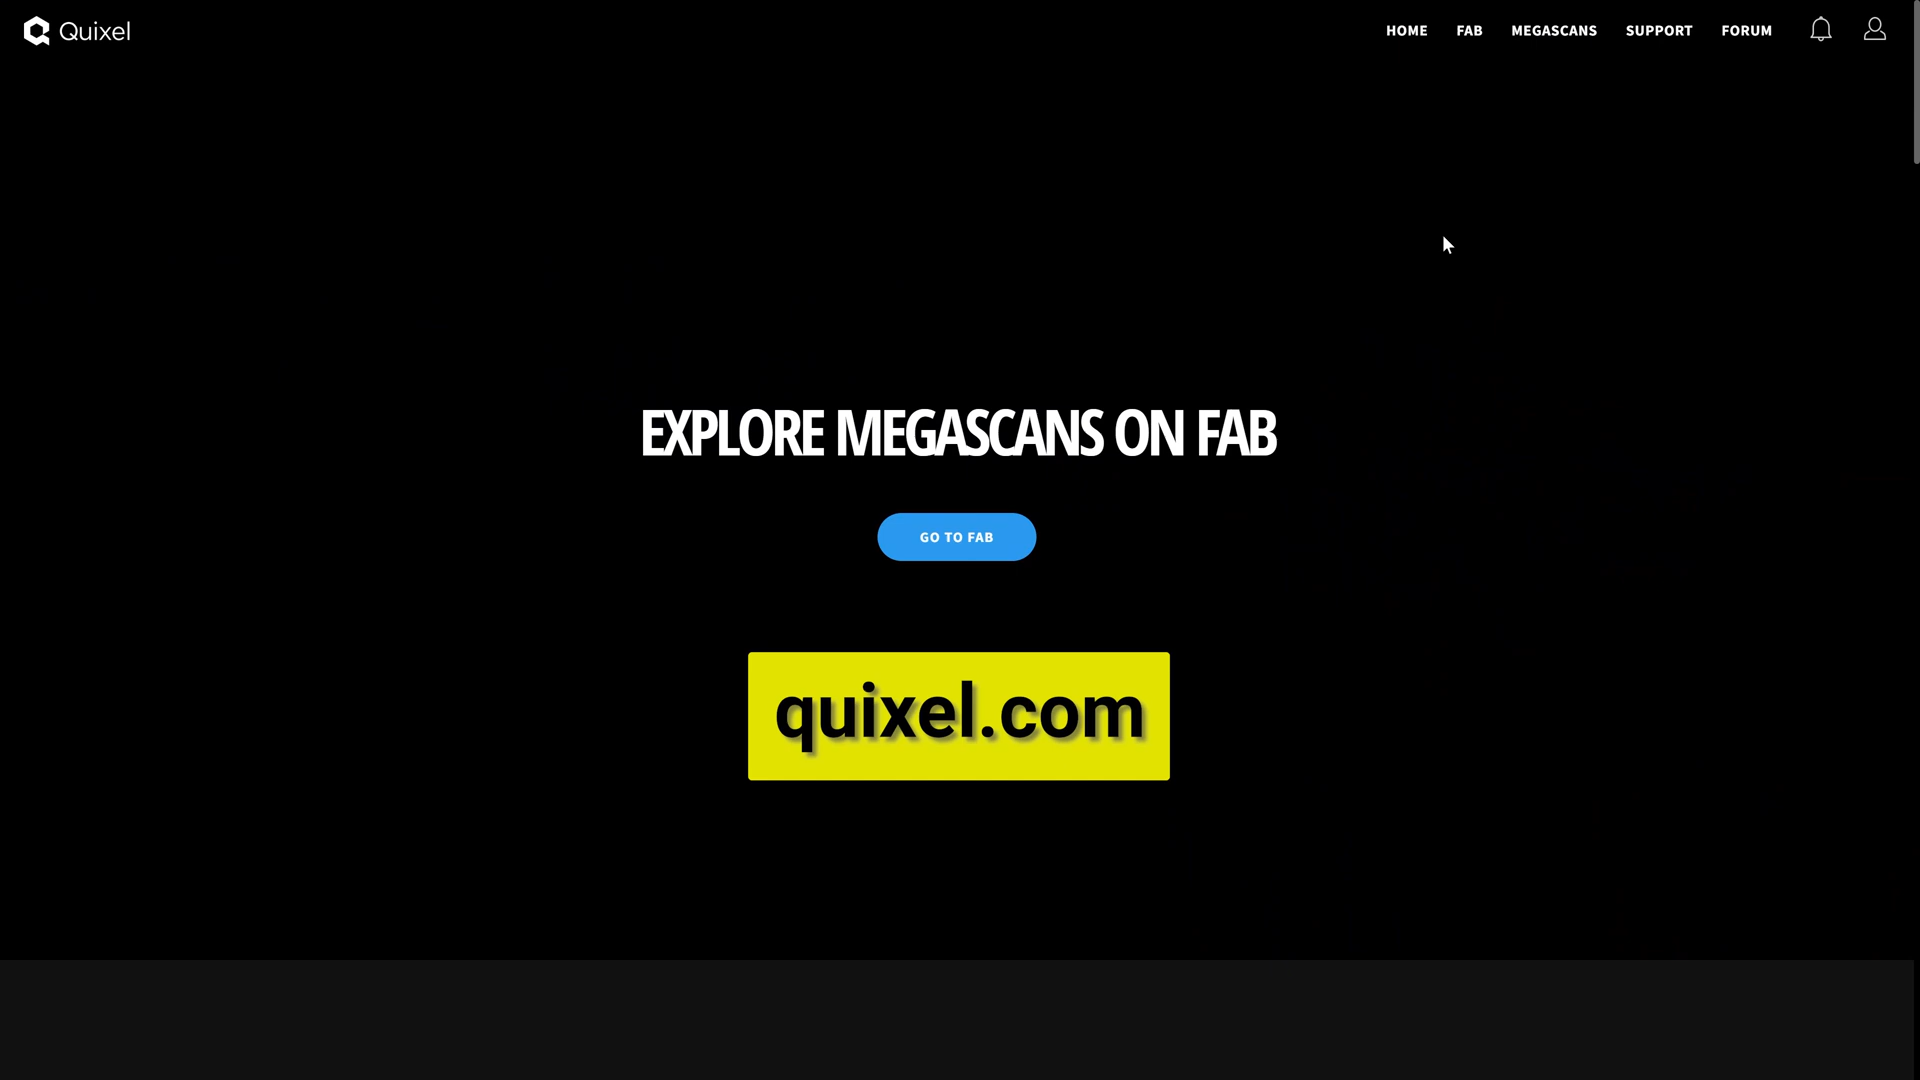 Quixel
HOME FAB MEGASCANS SUPPORT FORUM
EXPLORE MEGASCANS ON FAB
GO TO FAB
quixel.com